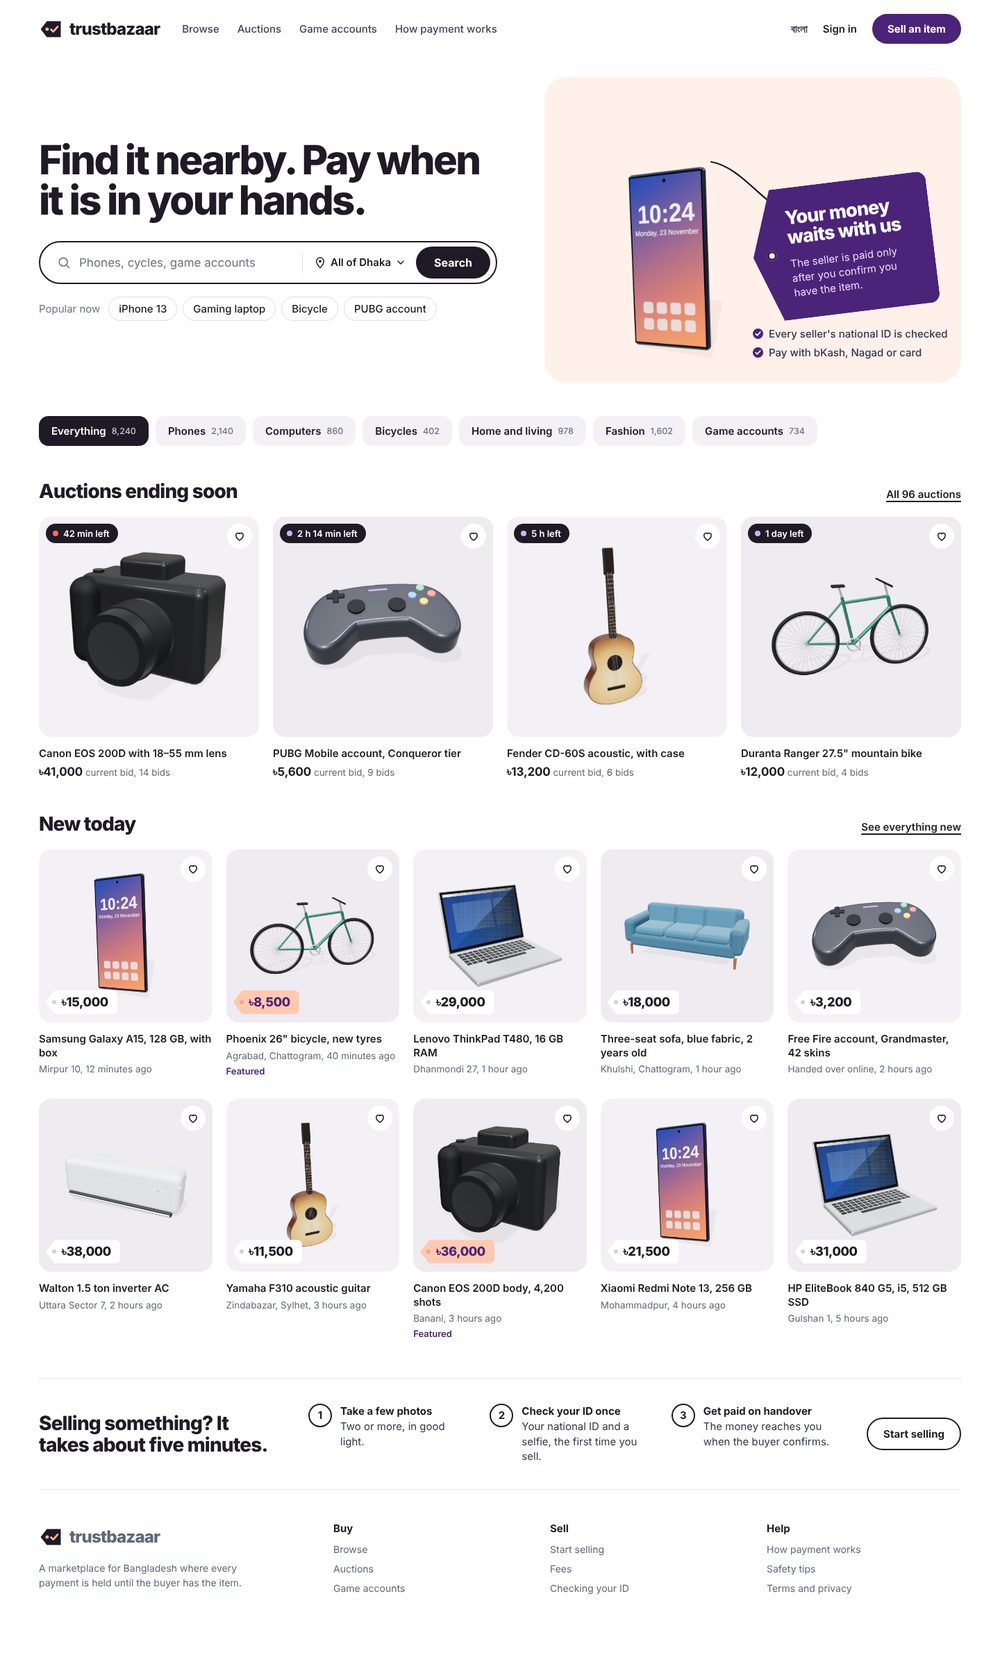 trustbazaar
Browse
Auctions
Game accounts
How payment works
বাংলা
Sign in
Sell an item
Find it nearby. Pay when
it is in your hands.
Phones, cycles, game accounts
All of Dhaka
Search
Popular now
iPhone 13
Gaming laptop
Bicycle
PUBG account
10:24
Monday, 23 November
Your money
waits with us
The seller is paid only
after you confirm you
have the item.
Every seller's national ID is checked
Pay with bKash, Nagad or card
Everything 8,240
Phones 2,140
Computers 860
Bicycles 402
Home and living 978
Fashion 1,602
Game accounts 734
Auctions ending soon
All 96 auctions
42 min left
2 h 14 min left
5 h left
1 day left
Canon EOS 200D with 18–55 mm lens
৳41,000 current bid, 14 bids
PUBG Mobile account, Conqueror tier
৳5,600 current bid, 9 bids
Fender CD-60S acoustic, with case
৳13,200 current bid, 6 bids
Duranta Ranger 27.5" mountain bike
৳12,000 current bid, 4 bids
New today
See everything new
10:24
Monday, 23 November
৳15,000
৳8,500
৳29,000
৳18,000
৳3,200
Samsung Galaxy A15, 128 GB, with
box
Mirpur 10, 12 minutes ago
Phoenix 26" bicycle, new tyres
Agrabad, Chattogram, 40 minutes ago
Featured
Lenovo ThinkPad T480, 16 GB
RAM
Dhanmondi 27, 1 hour ago
Three-seat sofa, blue fabric, 2
years old
Khulshi, Chattogram, 1 hour ago
Free Fire account, Grandmaster,
42 skins
Handed over online, 2 hours ago
10:24
Monday, 23 November
৳38,000
৳11,500
৳36,000
৳21,500
৳31,000
Walton 1.5 ton inverter AC
Uttara Sector 7, 2 hours ago
Yamaha F310 acoustic guitar
Zindabazar, Sylhet, 3 hours ago
Canon EOS 200D body, 4,200
shots
Banani, 3 hours ago
Featured
Xiaomi Redmi Note 13, 256 GB
Mohammadpur, 4 hours ago
HP EliteBook 840 G5, i5, 512 GB
SSD
Gulshan 1, 5 hours ago
Selling something? It
takes about five minutes.
1
Take a few photos
Two or more, in good
light.
2
Check your ID once
Your national ID and a
selfie, the first time you
sell.
3
Get paid on handover
The money reaches you
when the buyer confirms.
Start selling
trustbazaar
A marketplace for Bangladesh where every
payment is held until the buyer has the item.
Buy
Browse
Auctions
Game accounts
Sell
Start selling
Fees
Checking your ID
Help
How payment works
Safety tips
Terms and privacy